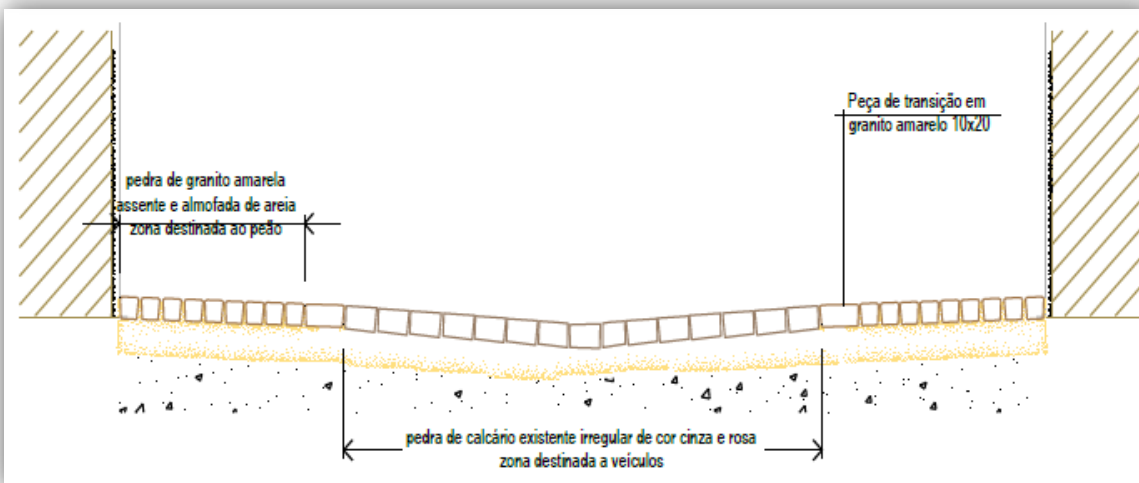 Peça de transição em
granito amarelo 10x20
pedra de granito amarela
assente e almofada de areia
zona destinada ao peão
pedra de calcário existente irregular de cor cinza e rosa
zona destinada a veículos